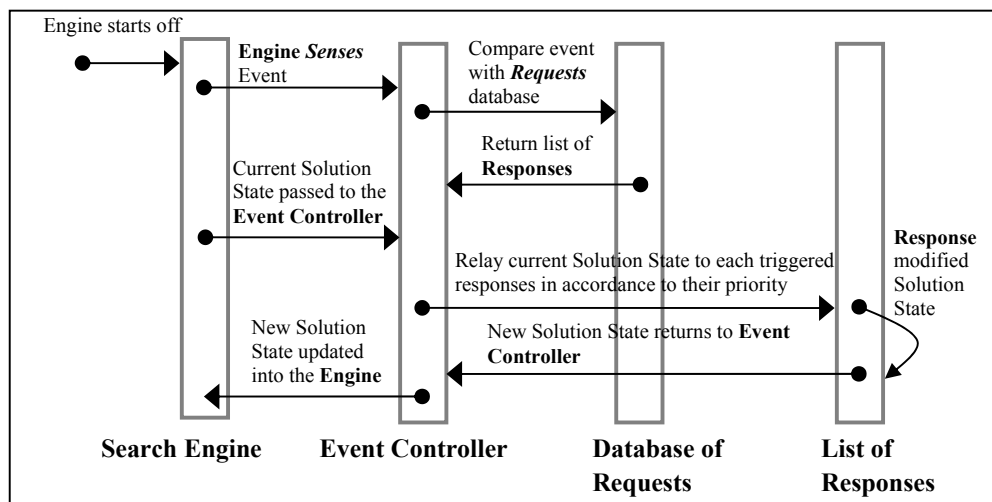 Engine starts off
Engine Senses
Event
Compare event
with Requests
database
Return list of
Responses
Current Solution
State passed to the
Event Controller
Relay current Solution State to each triggered
responses in accordance to their priority
Response
modified
Solution
State
New Solution State returns to Event
Controller
New Solution
State updated
into the Engine
Search Engine
Event Controller
Database of
Requests
List of
Responses